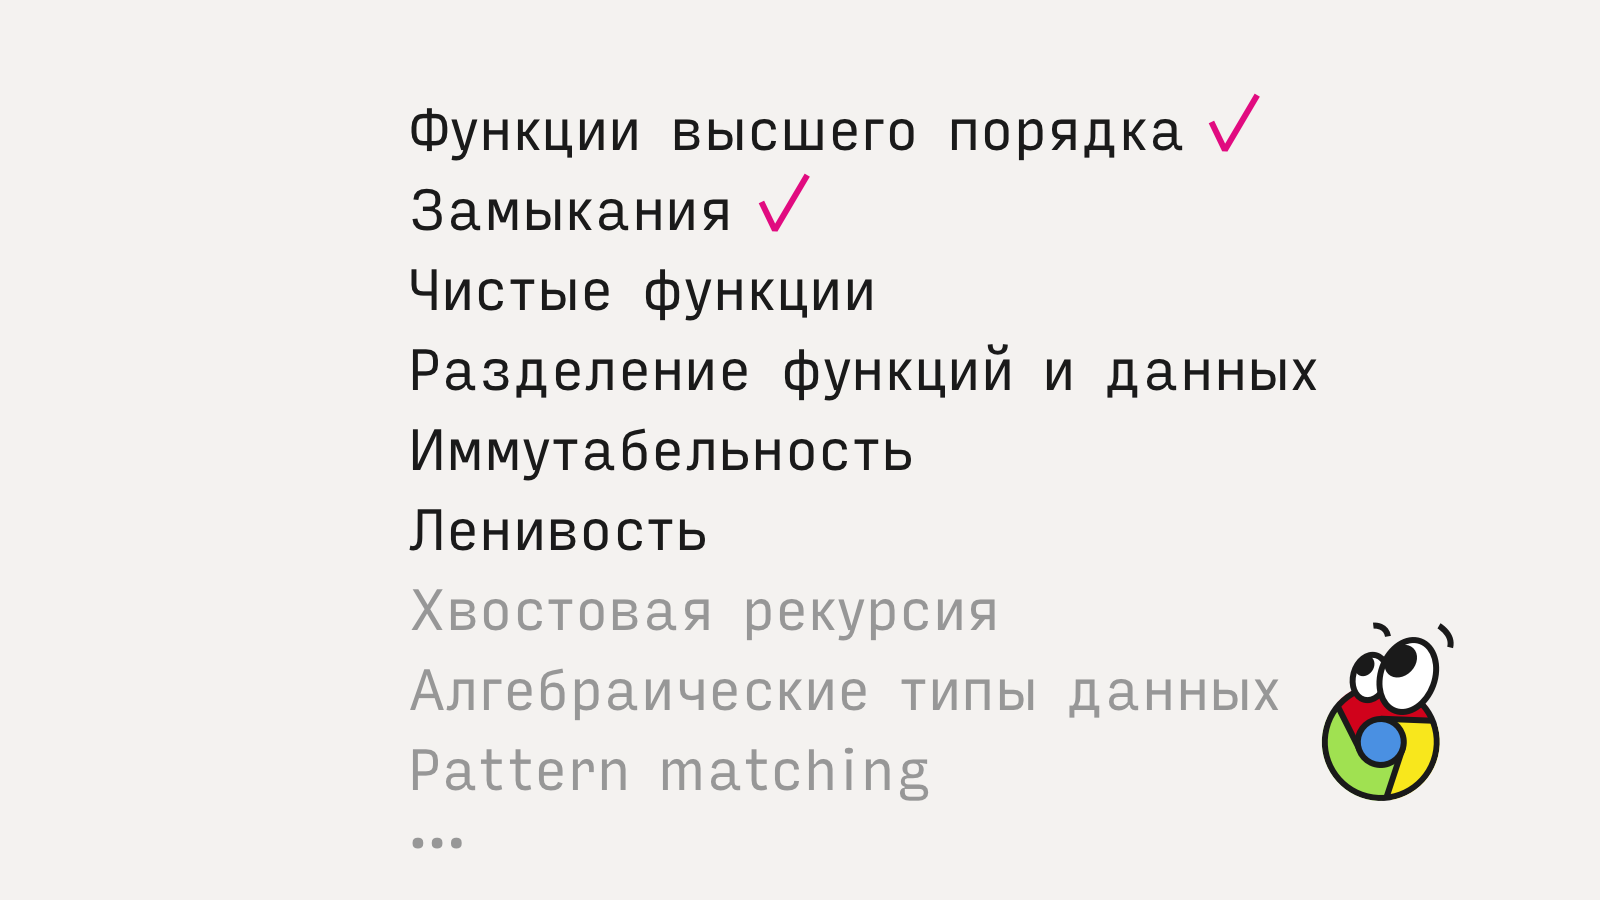 Функции высшего порядка ✓
Замыкания ✓
Чистые функции
Разделение функций и данных
Иммутабельность
Ленивость
Хвостовая рекурсия
Алгебраические типы данных
Pattern matching
...